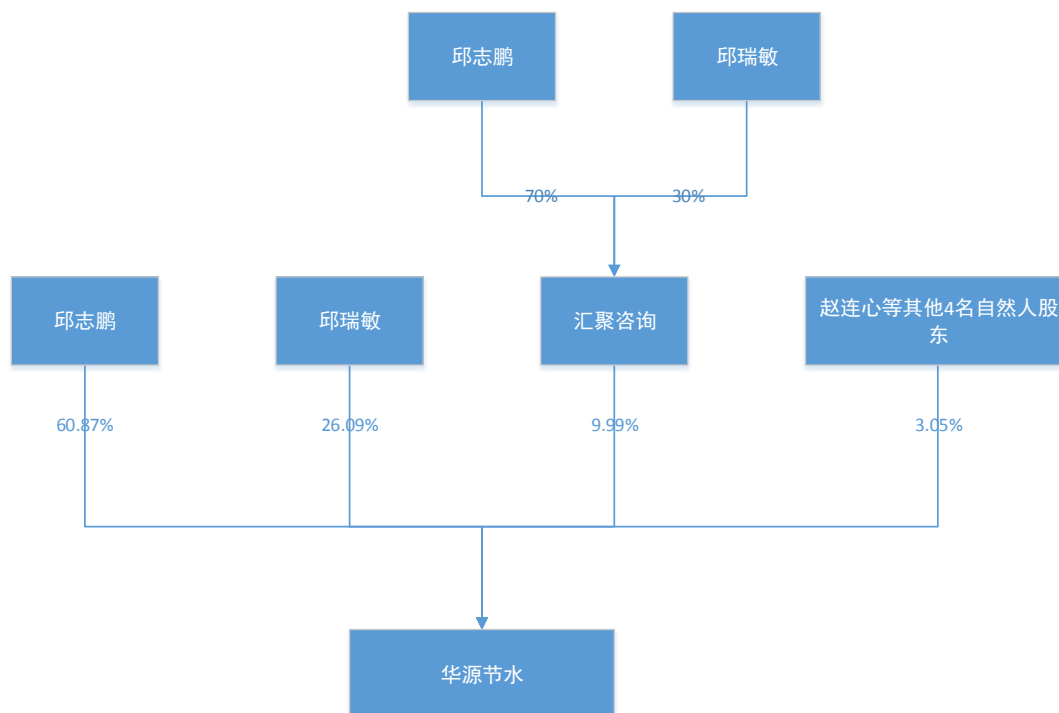 邱志鹏
邱瑞敏
70%
30%
邱志鹏
邱瑞敏
汇聚咨询
赵连心等其他4名自然人股
东
60.87%
26.09%
9.99%
3.05%
华源节水